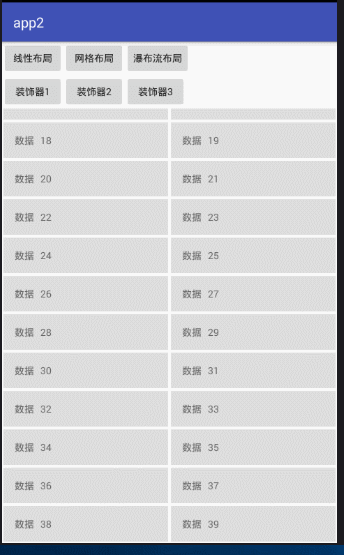 app2
线性布局 网格布局 瀑布流布局
装饰器1 装饰器2 装饰器3
数据 18 数据 19
数据 20 数据 21
数据 22 数据 23
数据 24 数据 25
数据 26 数据 27
数据 28 数据 29
数据 30 数据 31
数据 32 数据 33
数据 34 数据 35
数据 36 数据 37
数据 38 数据 39